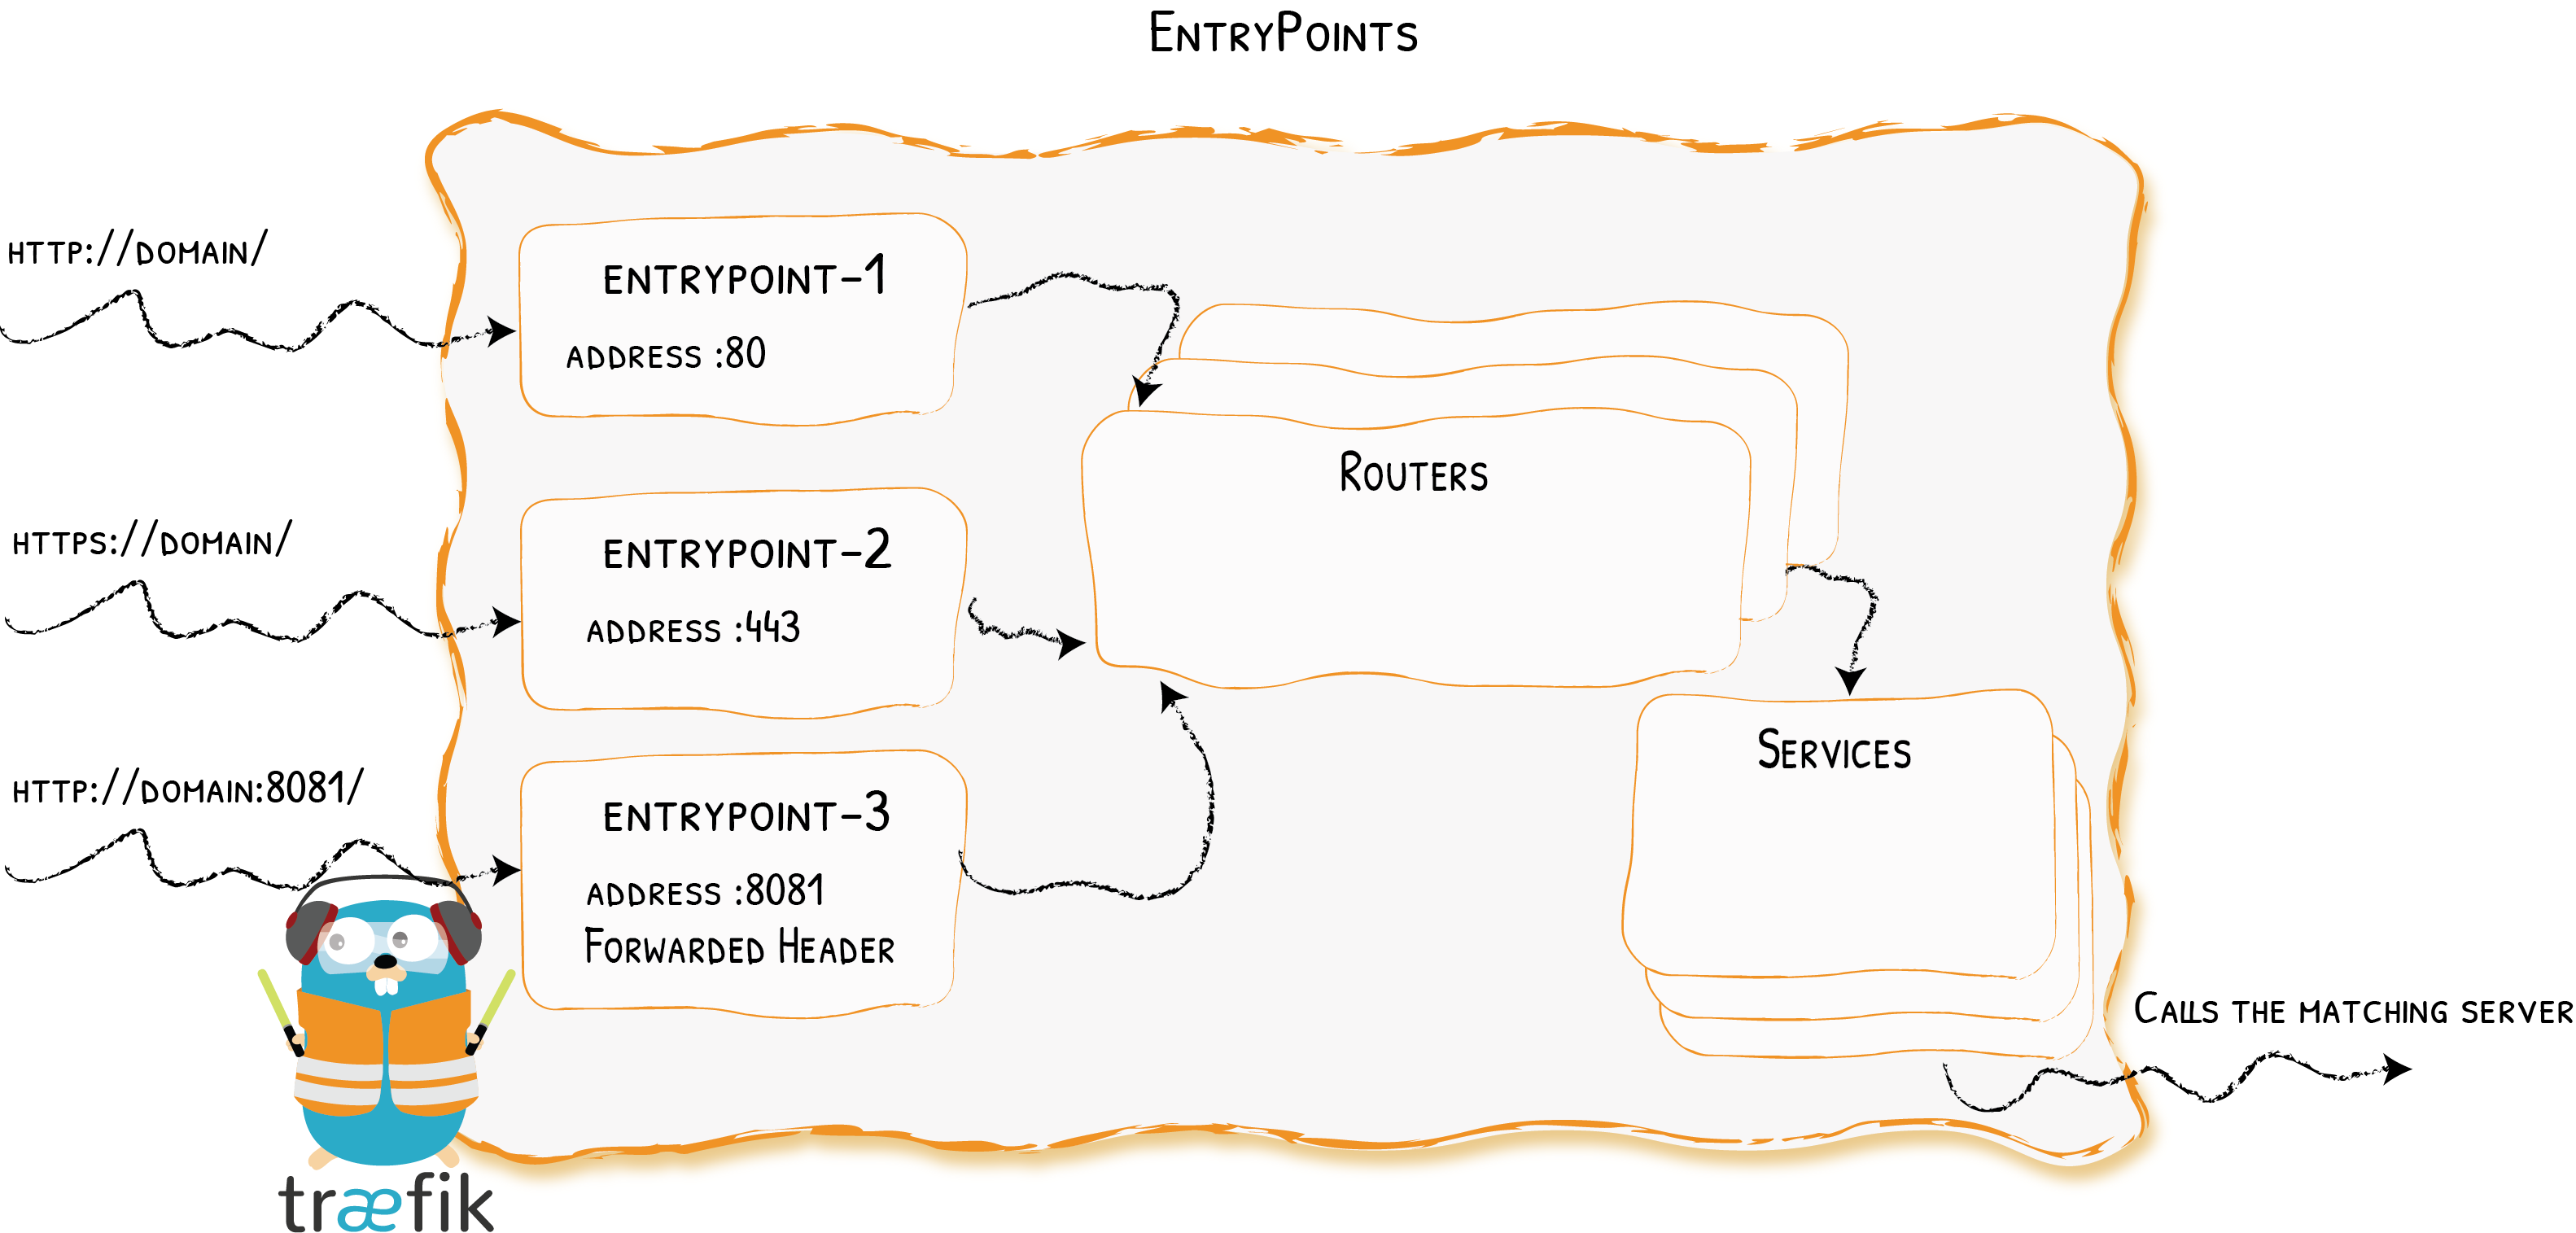 EntryPoints
http://domain/
entrypoint-1
address :80
https://domain/
entrypoint-2
address :443
http://domain:8081/
entrypoint-3
address :8081
Forwarded Header
Routers
Services
Calls the matching server
træfik